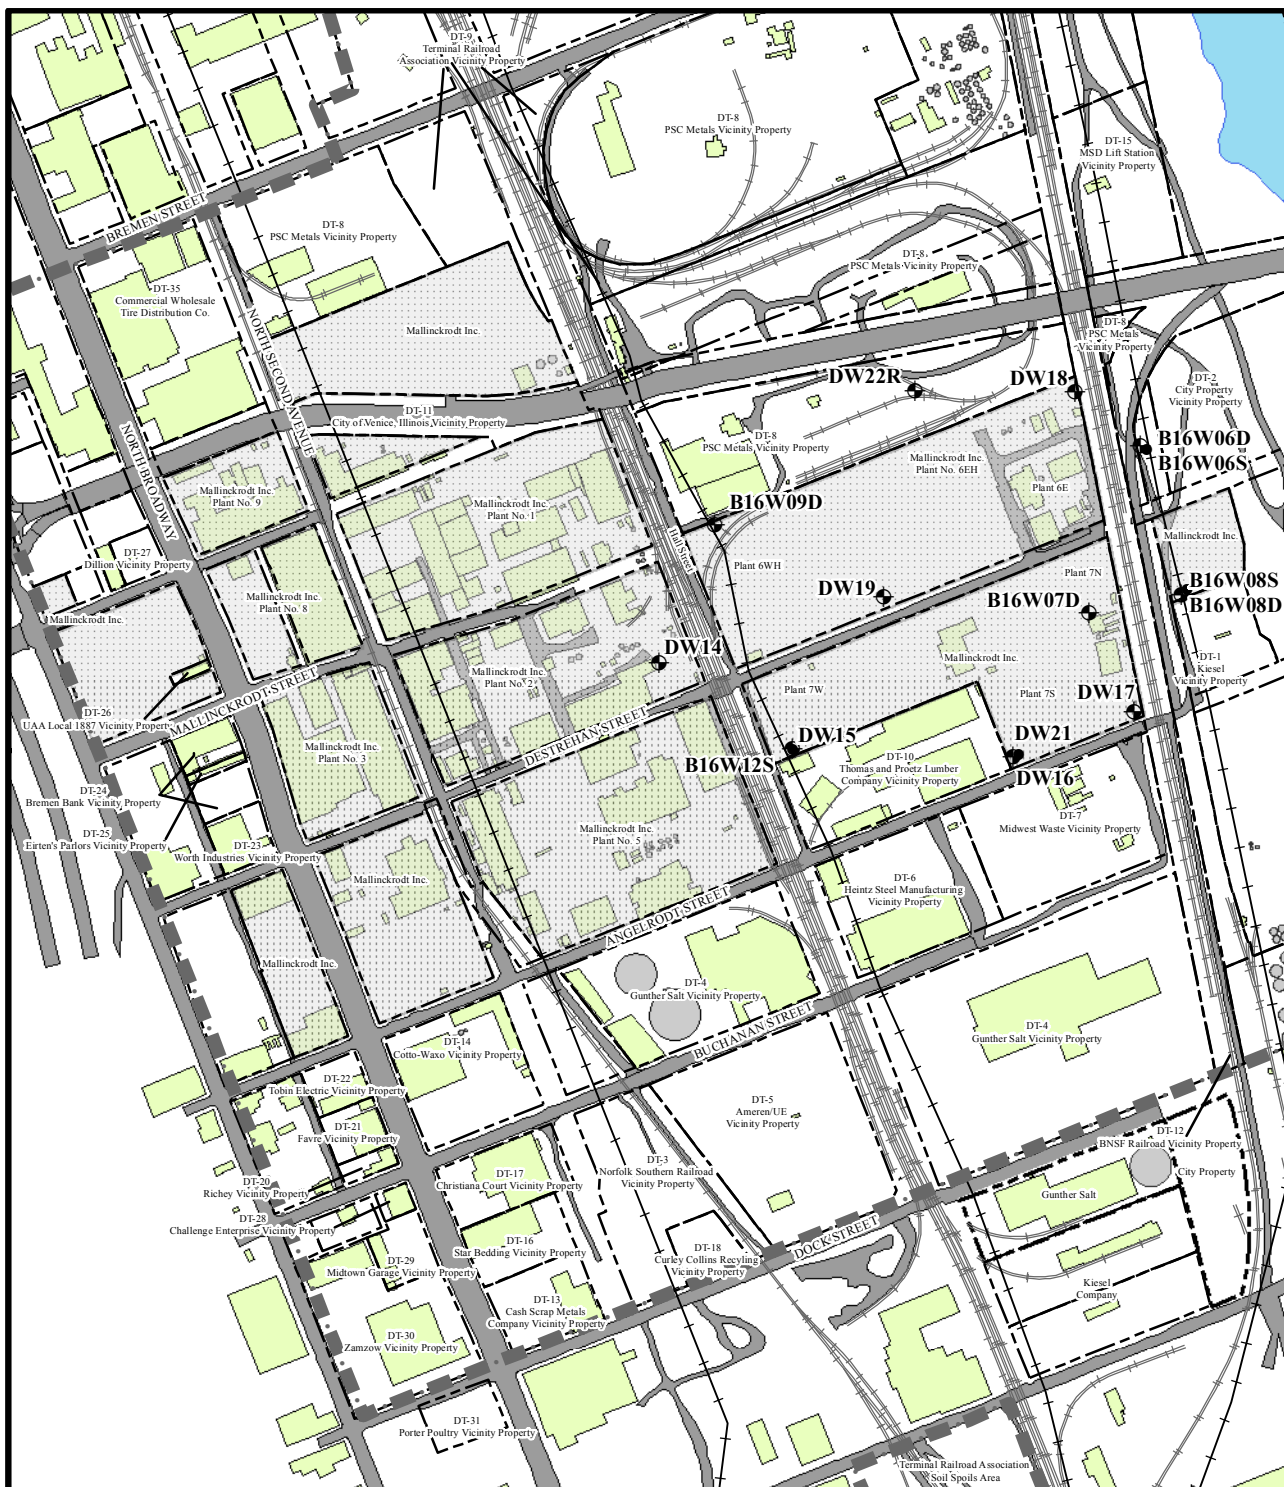 DT-9
Terminal Railroad
Association Vicinity Property
DT-8
PSC Metals Vicinity Property
DT-15
MSD Lift Station
Vicinity Property
BREMEN STREET
DT-8
PSC Metals Vicinity Property
DT-8
PSC Metals Vicinity Property
DT-35
Commercial Wholesale
Tire Distribution Co.
Mallinckrodt Inc.
NORTH SECOND AVENUE
DT-8
PSC Metals
Vicinity Property
DT-2
City Property
Vicinity Property
DW22R
DW18
DT-11
City of Venice, Illinois, Vicinity Property
NORTH BROADWAY
DT-8
PSC Metals Vicinity Property
B16W06D
B16W06S
Mallinckrodt Inc.
Plant No. 6EH
Plant 6E
Mallinckrodt Inc.
Plant No. 9
Mallinckrodt Inc.
Plant No. 1
B16W09D
Hall Street
Mallinckrodt Inc.
DT-27
Dillion Vicinity Property
Plant 6WH
Plant 7N
B16W08S
B16W08D
DW19
B16W07D
Mallinckrodt Inc.
Plant No. 8
Mallinckrodt Inc.
DW14
Mallinckrodt Inc.
Plant No. 2
Mallinckrodt Inc.
DT-1
Kiesel
Vicinity Property
Plant 7W
Plant 7S
DW17
MALLINCKRODT STREET
DT-26
UAA Local 1887 Vicinity Property
DESTREHAN STREET
Mallinckrodt Inc.
Plant No. 3
DW15
DW21
B16W12S
DW16
DT-10
Thomas and Proetz Lumber
Company Vicinity Property
DT-24
Bremen Bank Vicinity Property
DT-25
Eirten's Parlors Vicinity Property
DT-23
Worth Industries Vicinity Property
Mallinckrodt Inc.
Plant No. 5
DT-7
Midwest Waste Vicinity Property
Mallinckrodt Inc.
DT-6
Heintz Steel Manufacturing
Vicinity Property
ANGELRODT STREET
Mallinckrodt Inc.
DT-4
Gunther Salt Vicinity Property
BUCHANAN STREET
DT-4
Gunther Salt Vicinity Property
DT-14
Cotto-Waxo Vicinity Property
DT-22
Tobin Electric Vicinity Property
DT-5
Ameren/UE
Vicinity Property
DT-21
Favre Vicinity Property
DT-12
BNSF Railroad Vicinity Property
DT-3
Norfolk Southern Railroad
Vicinity Property
DT-17
Christiana Court Vicinity Property
City Property
DT-20
Richey Vicinity Property
Gunther Salt
DT-28
Challenge Enterprise Vicinity Property
DOCK STREET
DT-16
Star Bedding Vicinity Property
DT-18
Curley Collins Recyling
Vicinity Property
DT-29
Midtown Garage Vicinity Property
Kiesel
Company
DT-13
Cash Scrap Metals
Company Vicinity Property
DT-30
Zamzow Vicinity Property
DT-31
Porter Poultry Vicinity Property
Terminal Railroad Association
Soil Spoils Area